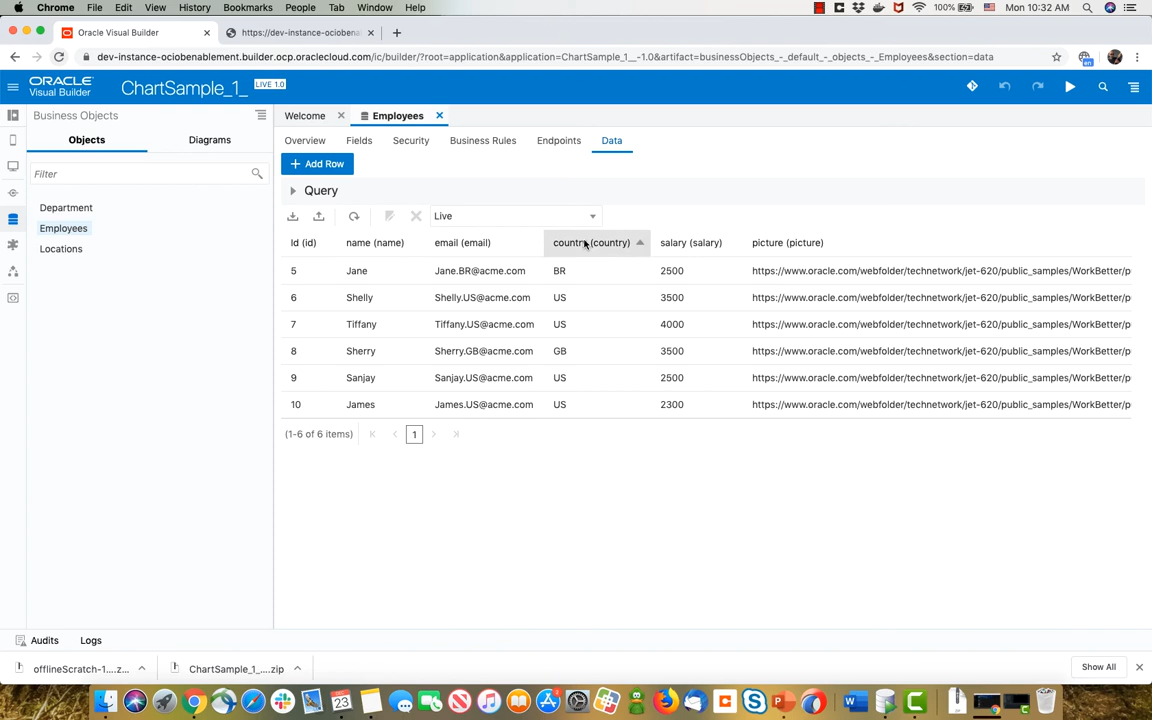 Chrome File Edit View History Bookmarks People Tab Window Help 100% Mon 10:32 AM
Oracle Visual Builder https://dev-instance-ociobena
dev-instance-ociobenablement.builder.ocp.oraclecloud.com/ic/builder/?root=application&application=ChartSample_1__-1.0&artifact=businessObjects_-_default_-_objects_-_Employees&section=data
ORACLE
Visual Builder
ChartSample_1_ LIVE 1.0
Business Objects
Objects Diagrams
Filter
Department
Employees
Locations
Welcome Employees
Overview Fields Security Business Rules Endpoints Data
+ Add Row
Query
Live
Id (id) name (name) email (email) country (country) salary (salary) picture (picture)
5 Jane Jane.BR@acme.com BR 2500 https://www.oracle.com/webfolder/technetwork/jet-620/public_samples/WorkBetter/p
6 Shelly Shelly.US@acme.com US 3500 https://www.oracle.com/webfolder/technetwork/jet-620/public_samples/WorkBetter/p
7 Tiffany Tiffany.US@acme.com US 4000 https://www.oracle.com/webfolder/technetwork/jet-620/public_samples/WorkBetter/p
8 Sherry Sherry.GB@acme.com GB 3500 https://www.oracle.com/webfolder/technetwork/jet-620/public_samples/WorkBetter/p
9 Sanjay Sanjay.US@acme.com US 2500 https://www.oracle.com/webfolder/technetwork/jet-620/public_samples/WorkBetter/p
10 James James.US@acme.com US 2300 https://www.oracle.com/webfolder/technetwork/jet-620/public_samples/WorkBetter/p
(1-6 of 6 items) 1
Audits Logs
offlineScratch-1....z... ChartSample_1_....zip Show All
23